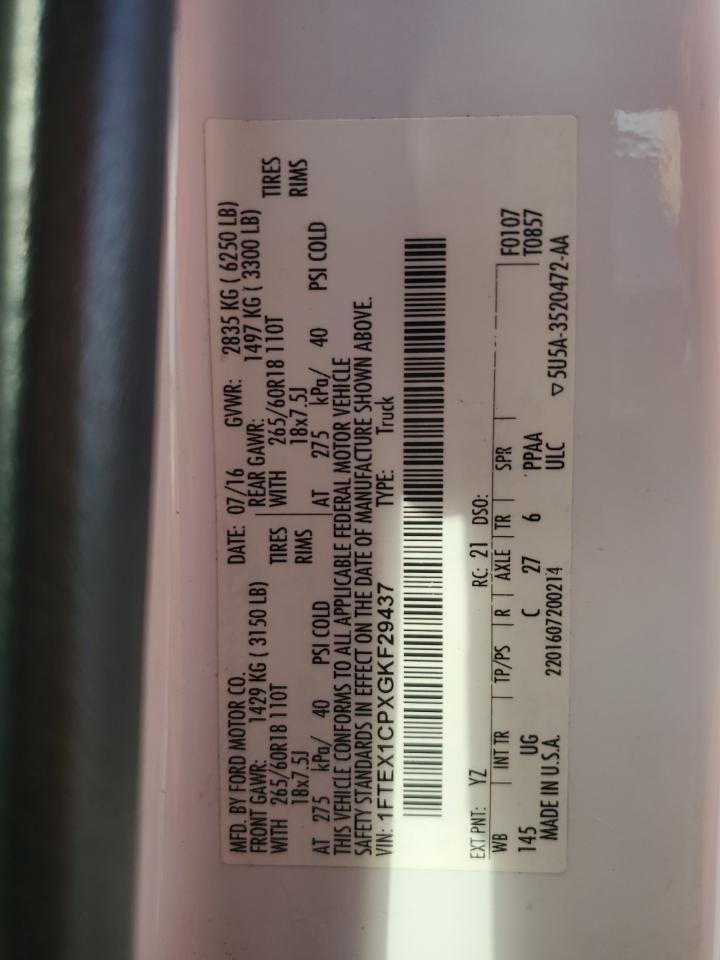 MFD. BY FORD MOTOR CO. DATE: 07/16 GVWR: 2835 KG ( 6250 LB)
FRONT GAWR: 1429 KG ( 3150 LB) REAR GAWR: 1497 KG ( 3300 LB)
WITH 265/60R18 110T TIRES WITH 265/60R18 110T TIRES
18x7.5J RIMS 18x7.5J RIMS
AT 275 kPa/ 40 PSI COLD AT 275 kPa/ 40 PSI COLD
THIS VEHICLE CONFORMS TO ALL APPLICABLE FEDERAL MOTOR VEHICLE
SAFETY STANDARDS IN EFFECT ON THE DATE OF MANUFACTURE SHOWN ABOVE.
VIN: 1FTEX1CPXGKF29437 TYPE: Truck
EXT PNT: YZ RC: 21 DSO:
WB INT TR TP/PS R AXLE TR SPR F0107
145 UG C 27 6 PPAA T0857
MADE IN U.S.A. 2201607200214 ULC ▽5U5A-3520472-AA